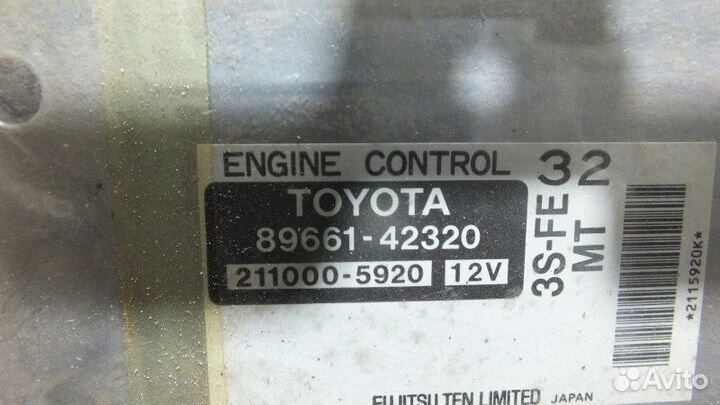 ENGINE CONTROL 32
TOYOTA
89661-42320
211000-5920 12V
3S-FE
MT
*2115920K*
FUJITSU TEN LIMITED JAPAN
Avito